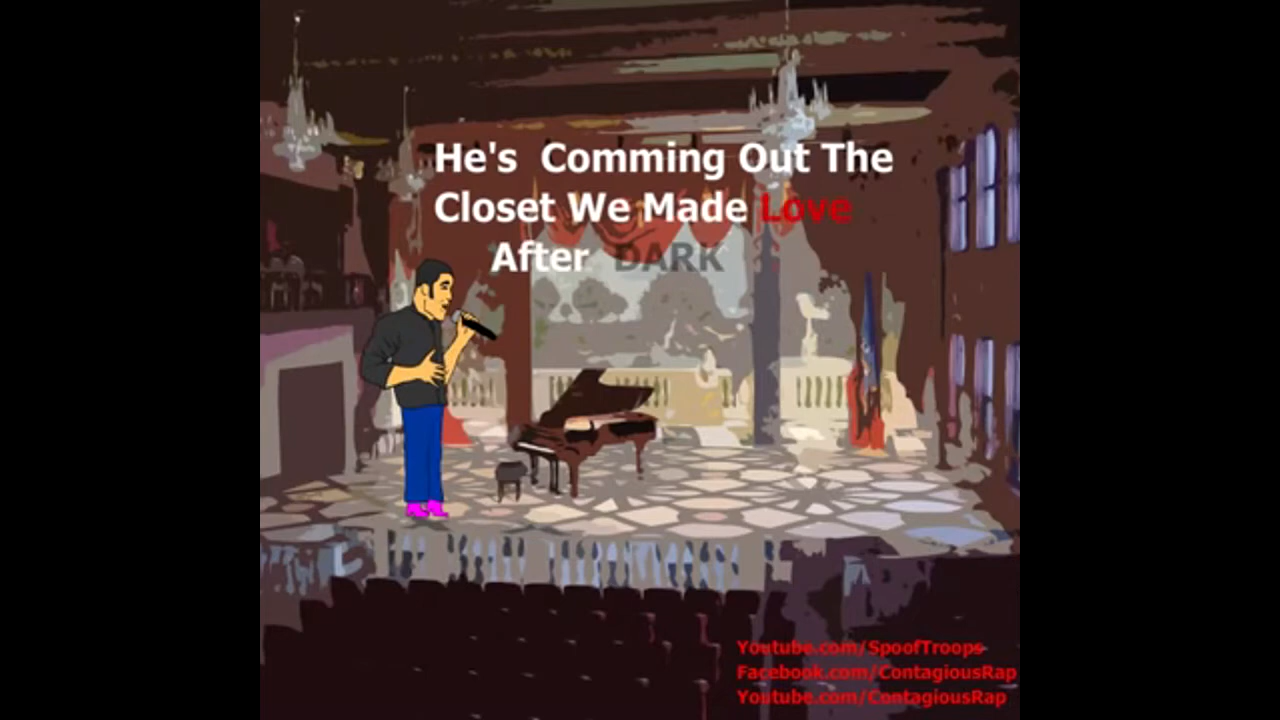 He's Comming Out The
Closet We Made Love
After DARK
Youtube.com/SpoofTroops
Facebook.com/ContagiousRap
Youtube.com/ContagiousRap